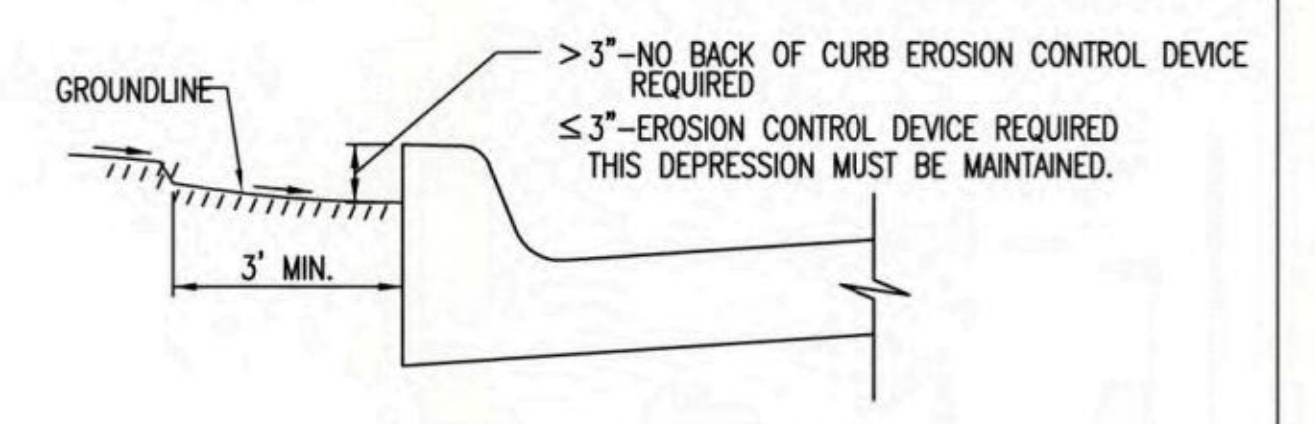 > 3"-NO BACK OF CURB EROSION CONTROL DEVICE
REQUIRED
GROUNDLINE
≤ 3"-EROSION CONTROL DEVICE REQUIRED
THIS DEPRESSION MUST BE MAINTAINED.
3' MIN.